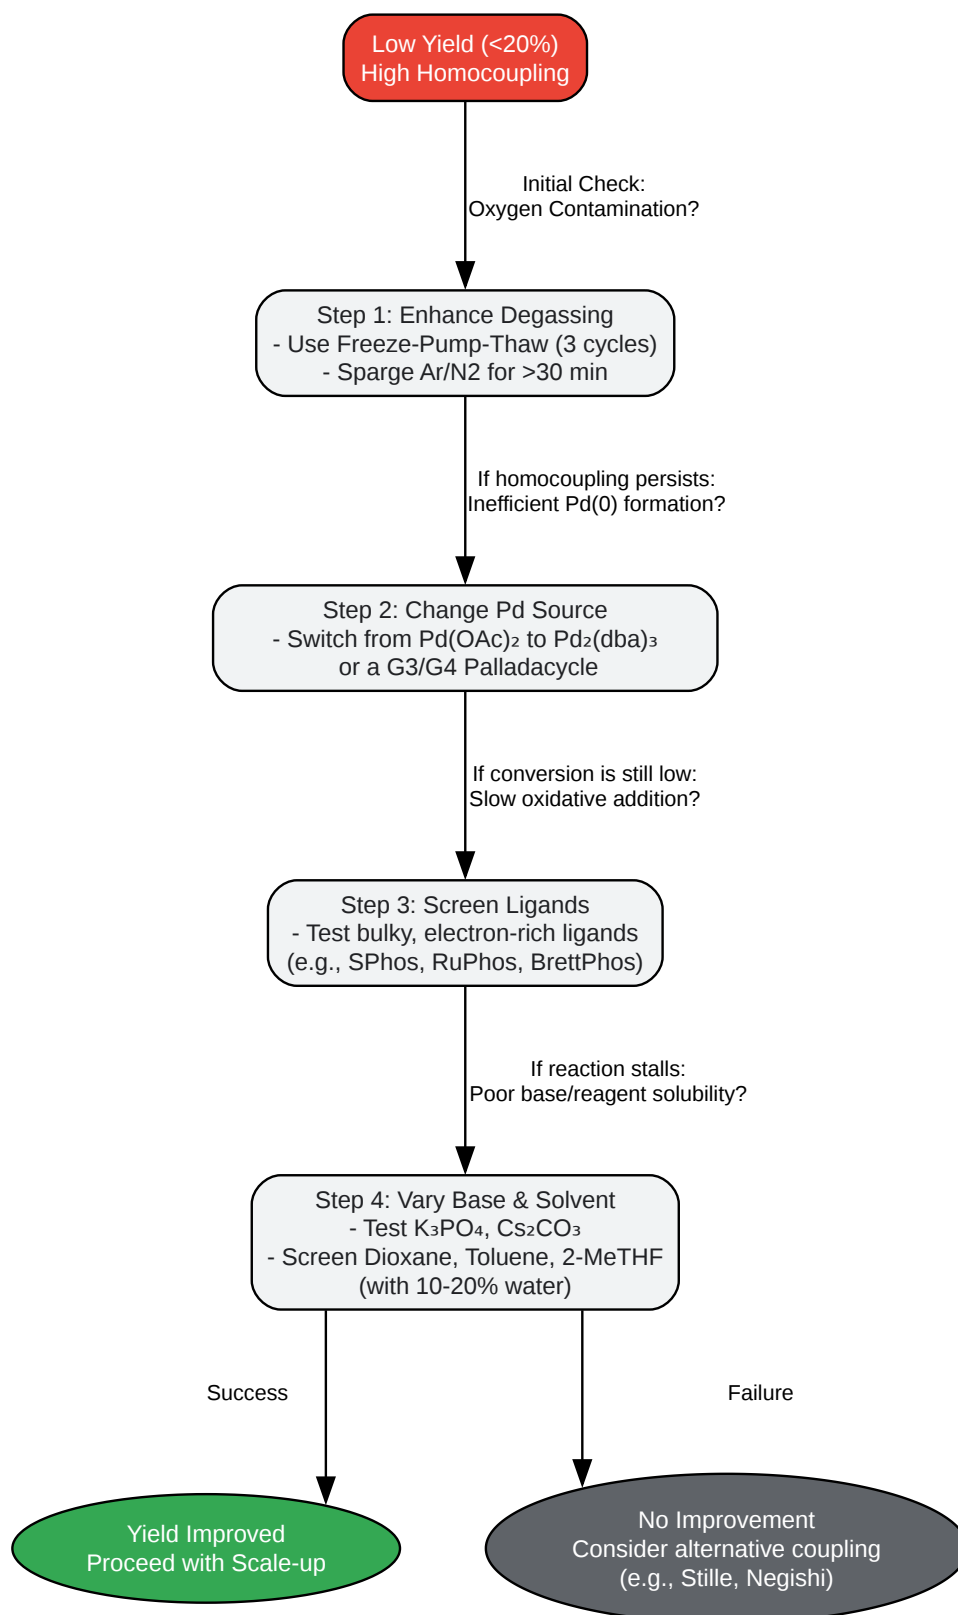 Low Yield (<20%)
High Homocoupling
Initial Check:
Oxygen Contamination?
Step 1: Enhance Degassing
- Use Freeze-Pump-Thaw (3 cycles)
- Sparge Ar/N2 for >30 min
If homocoupling persists:
Inefficient Pd(0) formation?
Step 2: Change Pd Source
- Switch from Pd(OAc)₂ to Pd₂(dba)₃
or a G3/G4 Palladacycle
If conversion is still low:
Slow oxidative addition?
Step 3: Screen Ligands
- Test bulky, electron-rich ligands
(e.g., SPhos, RuPhos, BrettPhos)
If reaction stalls:
Poor base/reagent solubility?
Step 4: Vary Base & Solvent
- Test K₃PO₄, Cs₂CO₃
- Screen Dioxane, Toluene, 2-MeTHF
(with 10-20% water)
Success
Failure
Yield Improved
Proceed with Scale-up
No Improvement
Consider alternative coupling
(e.g., Stille, Negishi)